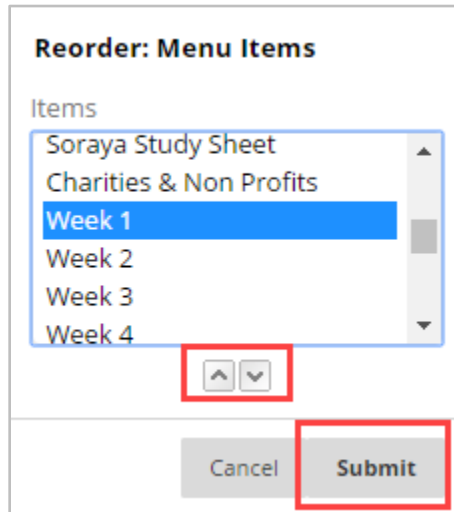 Reorder: Menu Items
Items
Soraya Study Sheet
Charities & Non Profits
Week 1
Week 2
Week 3
Week 4
Cancel Submit